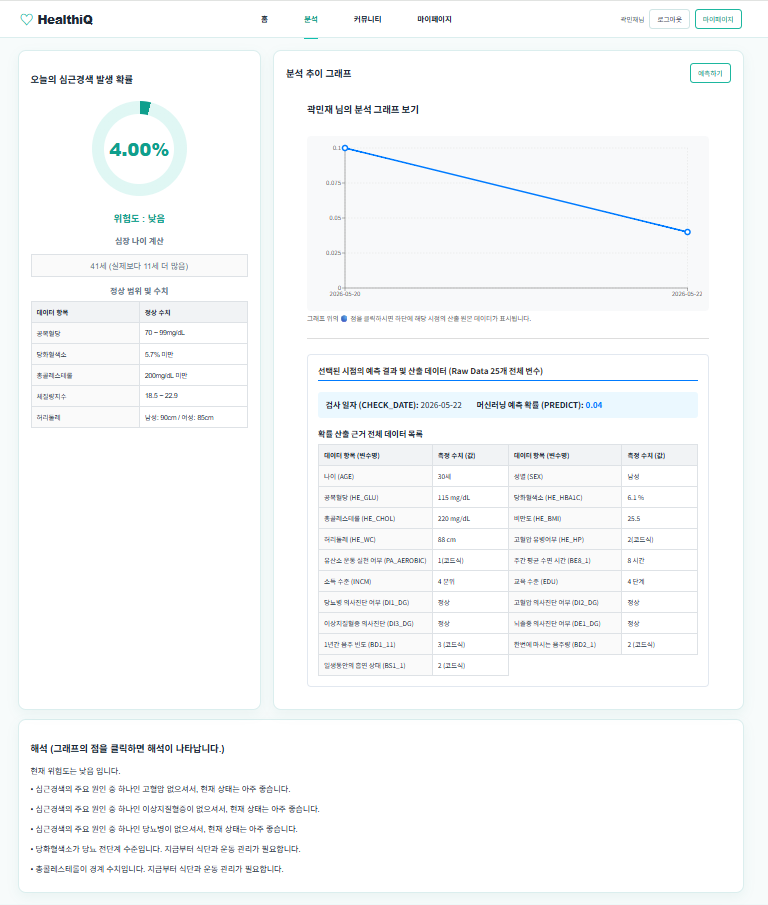 HealthiQ
홈 분석 커뮤니티 마이페이지
곽민재님 로그아웃 마이페이지
오늘의 심근경색 발생 확률
4.00%
위험도 : 낮음
심장 나이 계산
41세 (실제보다 11세 더 많음)
정상 범위 및 수치
데이터 항목 정상 수치
공복혈당 70 ~ 99mg/dL
당화혈색소 5.7% 미만
총콜레스테롤 200mg/dL 미만
체질량지수 18.5 ~ 22.9
허리둘레 남성: 90cm / 여성: 85cm
분석 추이 그래프
예측하기
곽민재 님의 분석 그래프 보기
0.1
0.075
0.05
0.025
0
2026-05-20 2026-05-22
그래프 위의 점을 클릭하시면 하단에 해당 시점의 산출 원본 데이터가 표시됩니다.
선택된 시점의 예측 결과 및 산출 데이터 (Raw Data 25개 전체 변수)
검사 일자 (CHECK_DATE): 2026-05-22 머신러닝 예측 확률 (PREDICT): 0.04
확률 산출 근거 전체 데이터 목록
데이터 항목 (변수명) 측정 수치 (값) 데이터 항목 (변수명) 측정 수치 (값)
나이 (AGE) 30세 성별 (SEX) 남성
공복혈당 (HE_GLU) 115 mg/dL 당화혈색소 (HE_HBA1C) 6.1 %
총콜레스테롤 (HE_CHOL) 220 mg/dL 비만도 (HE_BMI) 25.5
허리둘레 (HE_WC) 88 cm 고혈압 유병여부 (HE_HP) 2(코드식)
유산소 운동 실천 여부 (PA_AEROBIC) 1(코드식) 주간 평균 수면 시간 (BE8_1) 8 시간
소득 수준 (INCM) 4 분위 교육 수준 (EDU) 4 단계
당뇨병 의사진단 여부 (DI1_DG) 정상 고혈압 의사진단 여부 (DI2_DG) 정상
이상지질혈증 의사진단 (DI3_DG) 정상 뇌졸중 의사진단 여부 (DE1_DG) 정상
1년간 음주 빈도 (BD1_11) 3 (코드식) 한번에 마시는 음주량 (BD2_1) 2 (코드식)
일생동안의 흡연 상태 (BS1_1) 2 (코드식)
해석 (그래프의 점을 클릭하면 해석이 나타납니다.)
현재 위험도는 낮음 입니다.
• 심근경색의 주요 원인 중 하나인 고혈압 없으셔서, 현재 상태는 아주 좋습니다.
• 심근경색의 주요 원인 중 하나인 이상지질혈증이 없으셔서, 현재 상태는 아주 좋습니다.
• 심근경색의 주요 원인 중 하나인 당뇨병이 없으셔서, 현재 상태는 아주 좋습니다.
• 당화혈색소가 당뇨 전단계 수준입니다. 지금부터 식단과 운동 관리가 필요합니다.
• 총콜레스테롤이 경계 수치입니다. 지금부터 식단과 운동 관리가 필요합니다.